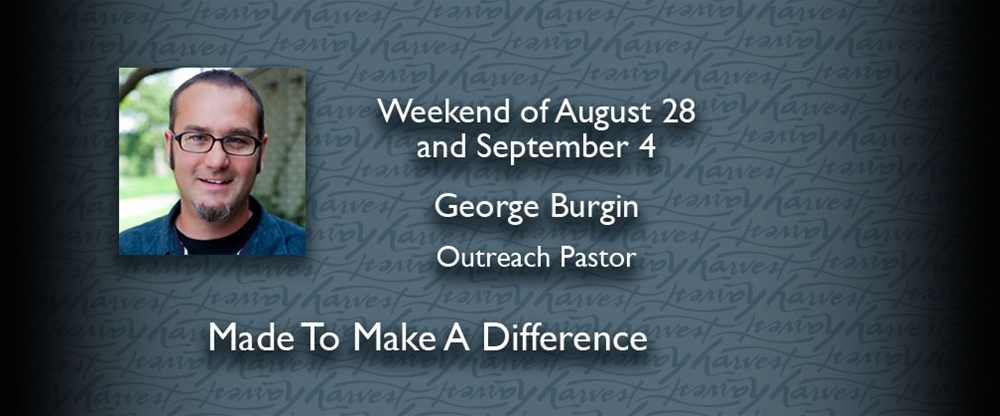 Weekend of August 28
and September 4
George Burgin
Outreach Pastor
Made To Make A Difference